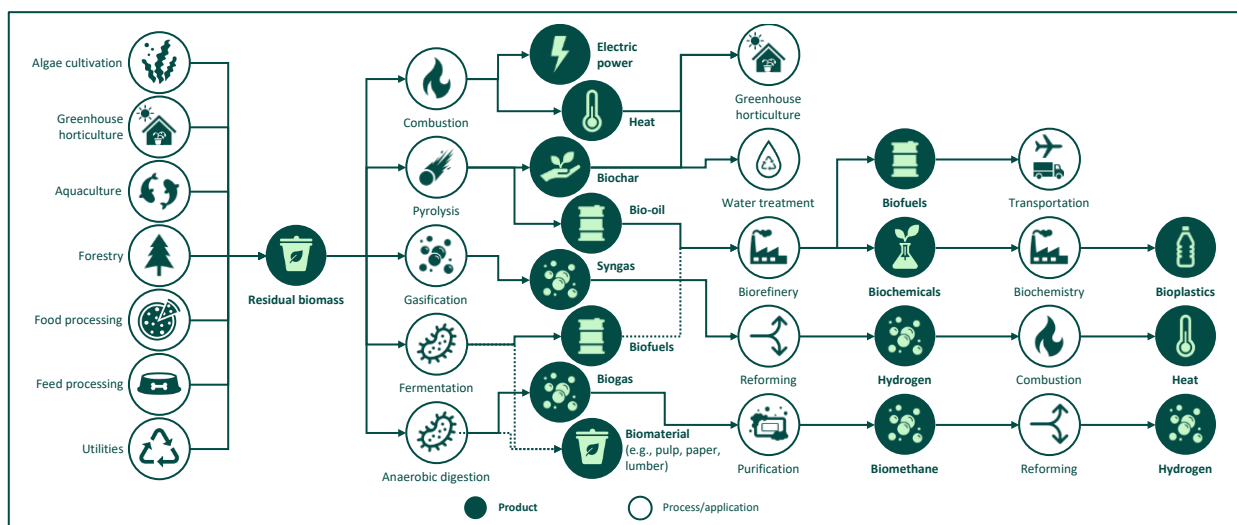 Algae cultivation
Greenhouse
horticulture
Aquaculture
Forestry
Food processing
Feed processing
Utilities
Residual biomass
Combustion
Pyrolysis
Gasification
Fermentation
Anaerobic digestion
Electric
power
Heat
Biochar
Bio-oil
Syngas
Biofuels
Biogas
Biomaterial
(e.g., pulp, paper,
lumber)
Greenhouse
horticulture
Water treatment
Biorefinery
Reforming
Purification
Biofuels
Biochemicals
Hydrogen
Biomethane
Transportation
Biochemistry
Combustion
Reforming
Bioplastics
Heat
Hydrogen
Product
Process/application